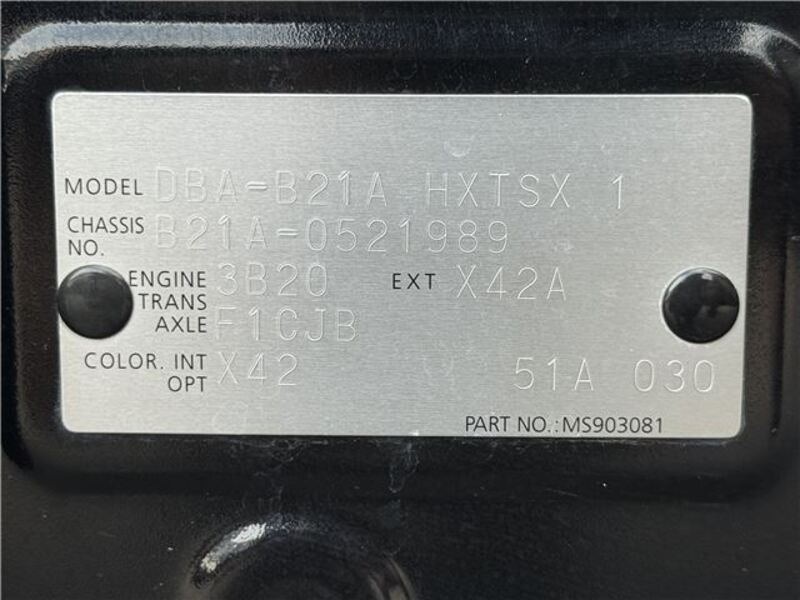 MODEL DBA-B21A HXTSX 1
CHASSIS NO. B21A-0521989
ENGINE 3B20 EXT X42A
TRANS AXLE F1CJB
COLOR. INT X42
OPT 51A 030
PART NO.:MS903081